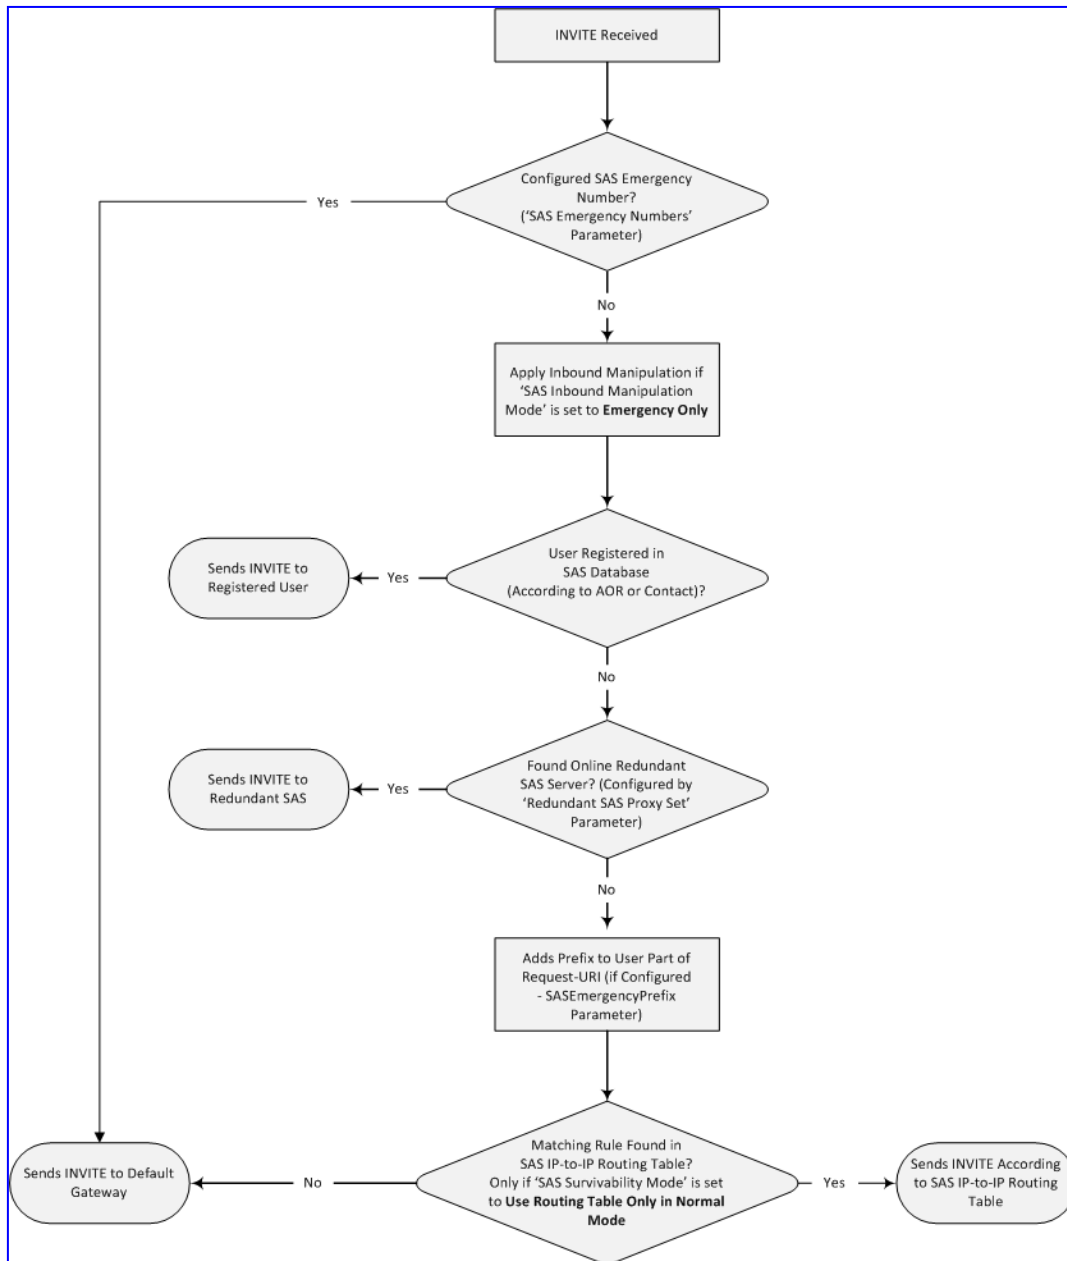 INVITE Received
Configured SAS Emergency
Number?
('SAS Emergency Numbers'
Parameter)
Yes
No
Apply Inbound Manipulation if
'SAS Inbound Manipulation
Mode' is set to Emergency Only
User Registered in
SAS Database
(According to AOR or Contact)?
Yes
Sends INVITE to
Registered User
No
Found Online Redundant
SAS Server? (Configured by
'Redundant SAS Proxy Set'
Parameter)
Yes
Sends INVITE to
Redundant SAS
No
Adds Prefix to User Part of
Request-URI (if Configured
- SASEmergencyPrefix
Parameter)
Matching Rule Found in
SAS IP-to-IP Routing Table?
Only if 'SAS Survivability Mode' is set
to Use Routing Table Only in Normal
Mode
No
Sends INVITE to Default
Gateway
Yes
Sends INVITE According
to SAS IP-to-IP Routing
Table